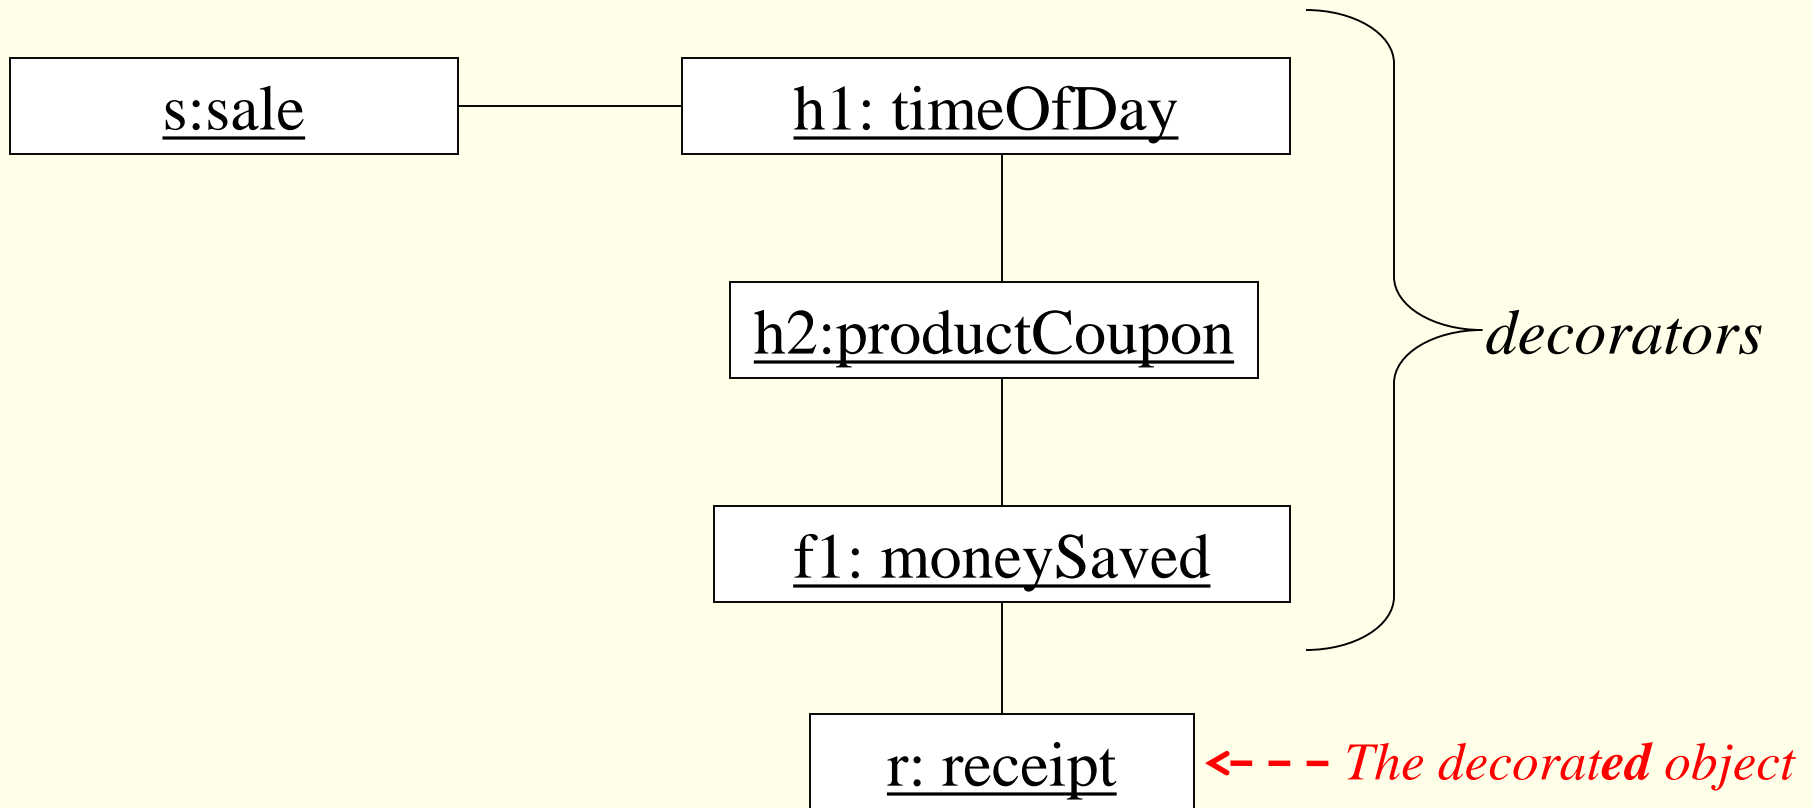 s:sale
h1: timeOfDay
h2:productCoupon
decorators
f1: moneySaved
r: receipt
The decorated object